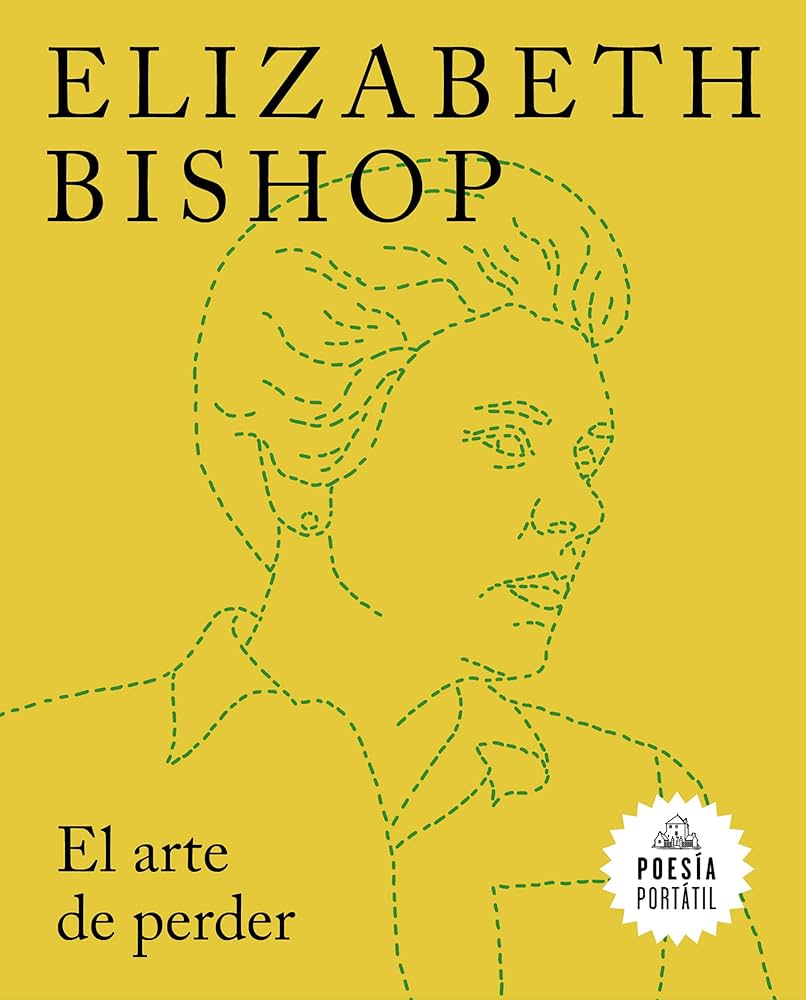 ELIZABETH
BISHOP
El arte
de perder
POESÍA
PORTÁTIL